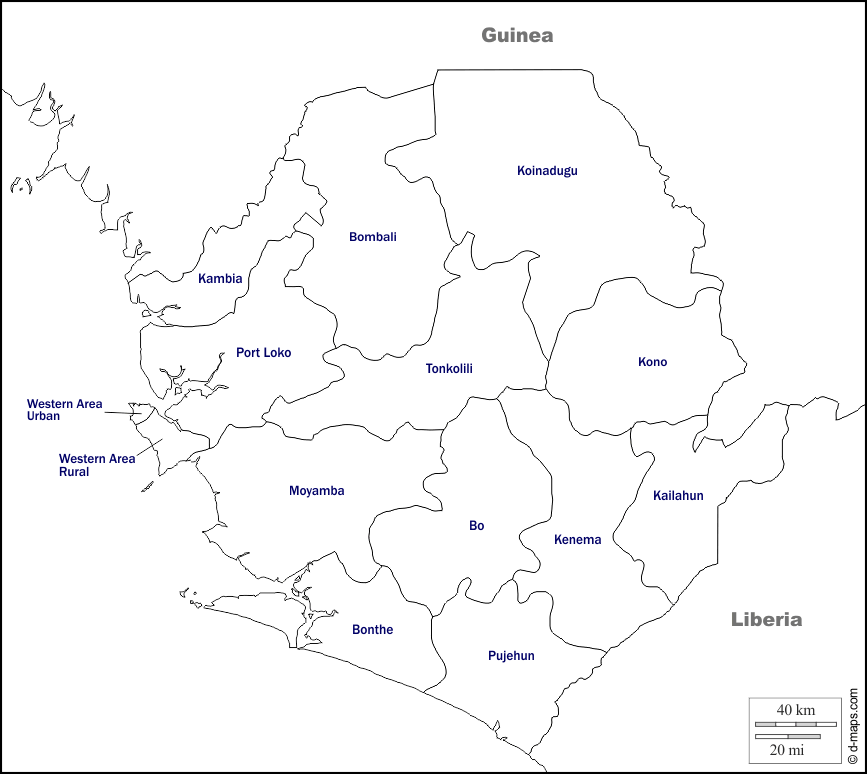 Guinea
Koinadugu
Bombali
Kambia
Port Loko
Tonkolili
Kono
Western Area
Urban
Western Area
Rural
Moyamba
Bo
Kailahun
Kenema
Liberia
Bonthe
Pujehun
40 km
20 mi
© d-maps.com